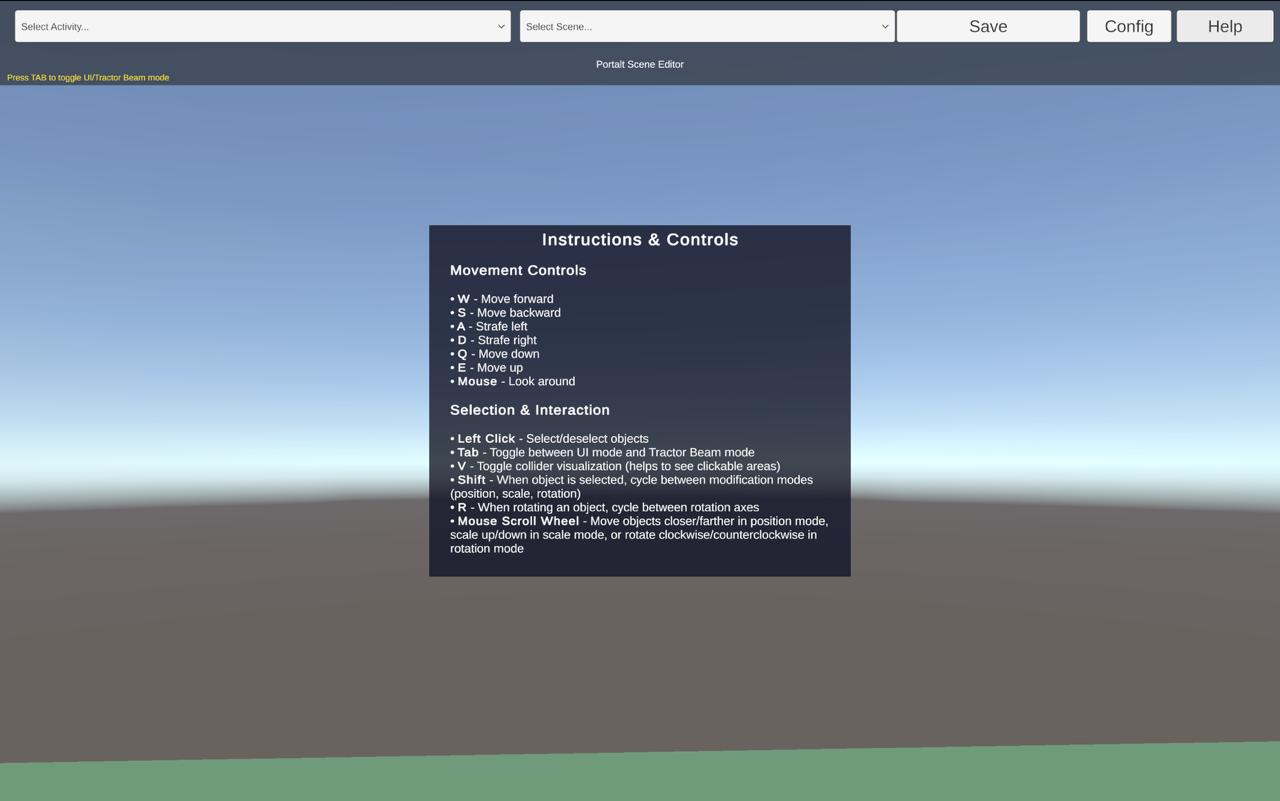 Select Activity...
Select Scene...
Save
Config
Help
Portalt Scene Editor
Press TAB to toggle UI/Tractor Beam mode
Instructions & Controls
Movement Controls
• W - Move forward
• S - Move backward
• A - Strafe left
• D - Strafe right
• Q - Move down
• E - Move up
• Mouse - Look around
Selection & Interaction
• Left Click - Select/deselect objects
• Tab - Toggle between UI mode and Tractor Beam mode
• V - Toggle collider visualization (helps to see clickable areas)
• Shift - When object is selected, cycle between modification modes
(position, scale, rotation)
• R - When rotating an object, cycle between rotation axes
• Mouse Scroll Wheel - Move objects closer/farther in position mode,
scale up/down in scale mode, or rotate clockwise/counterclockwise in
rotation mode